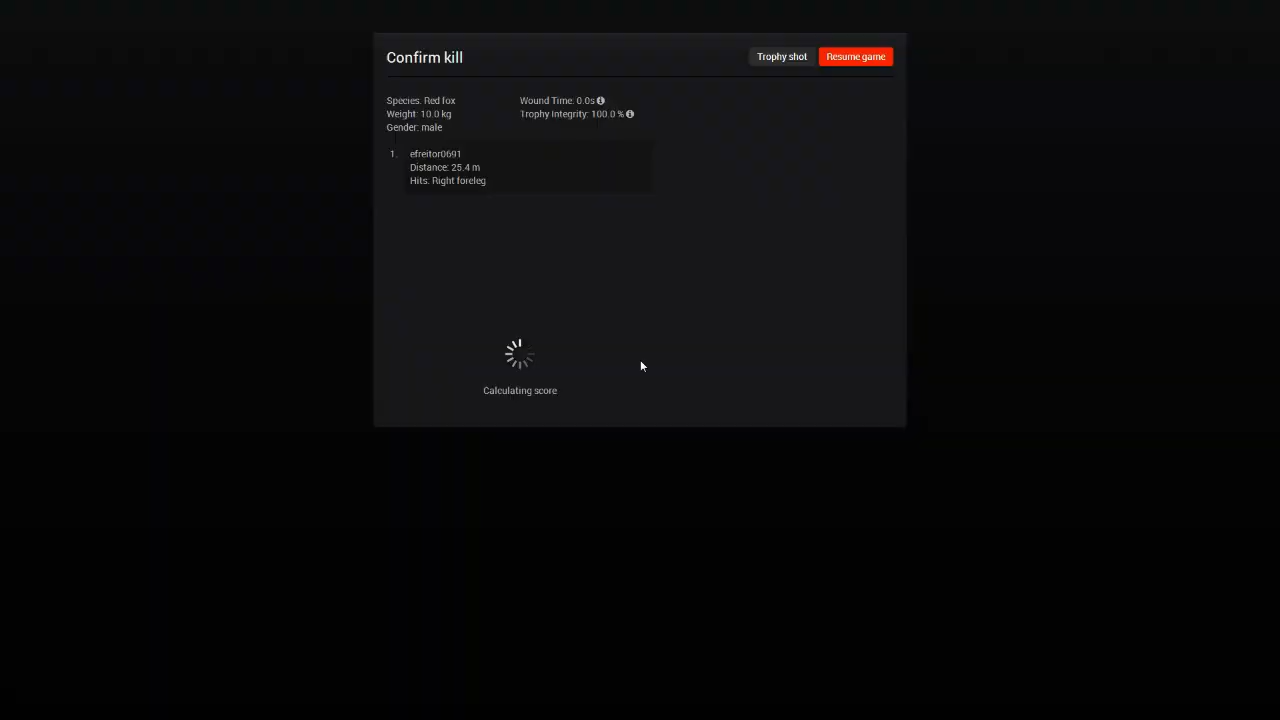 Confirm kill
Trophy shot
Resume game
Species: Red fox
Weight: 10.0 kg
Gender: male
Wound Time: 0.0s
Trophy Integrity: 100.0 %
1.
efreitor0691
Distance: 25.4 m
Hits: Right foreleg
Calculating score